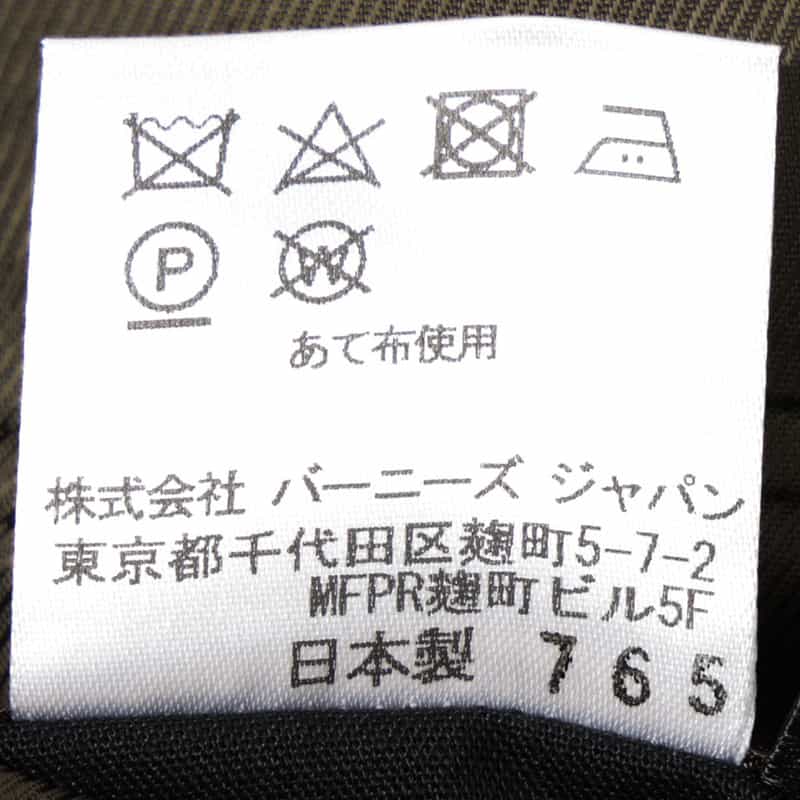 P W
あて布使用
株式会社 バーニーズ ジャパン
東京都千代田区麹町5-7-2
MFPR麹町ビル5F
日本製 765